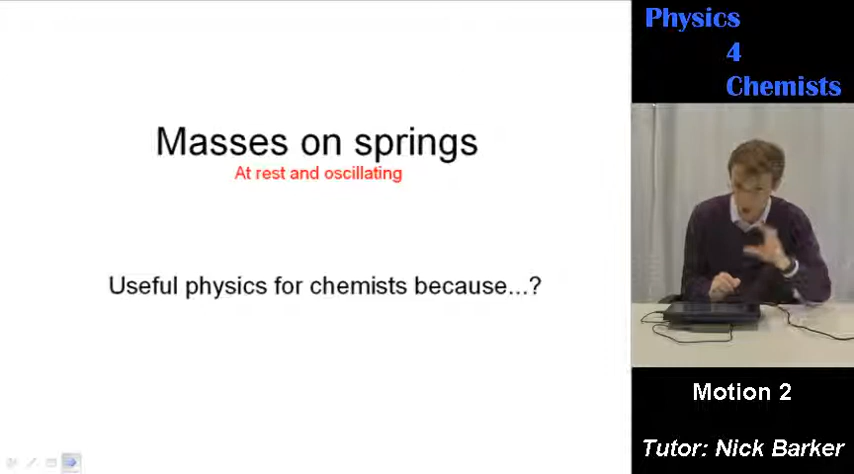 Masses on springs
At rest and oscillating
Useful physics for chemists because...?
Physics
4
Chemists
Motion 2
Tutor: Nick Barker